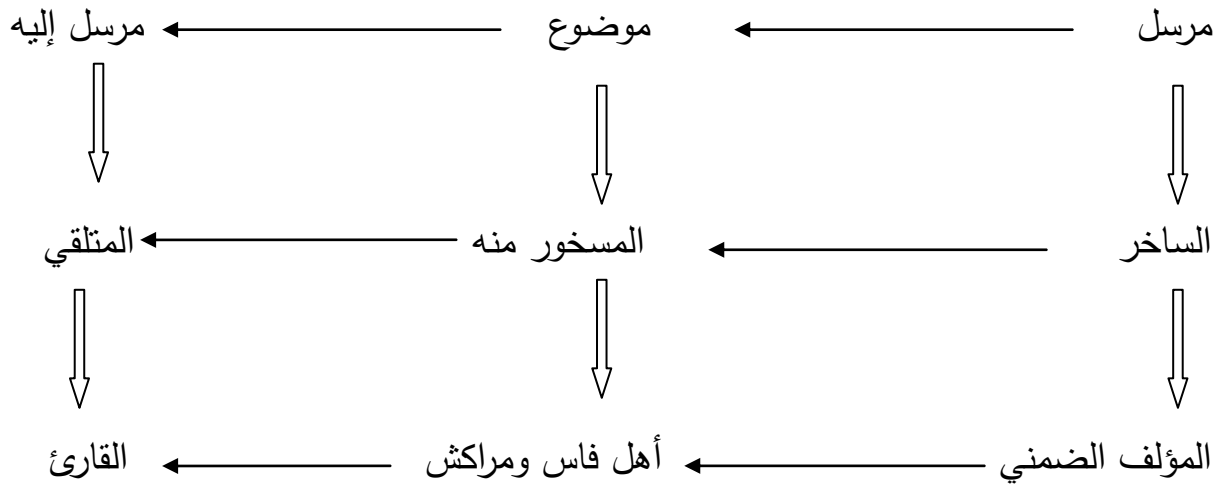 مرسل موضوع مرسل إليه
الساخر المسخور منه المتلقي
المؤلف الضمني أهل فاس ومراكش القارئ